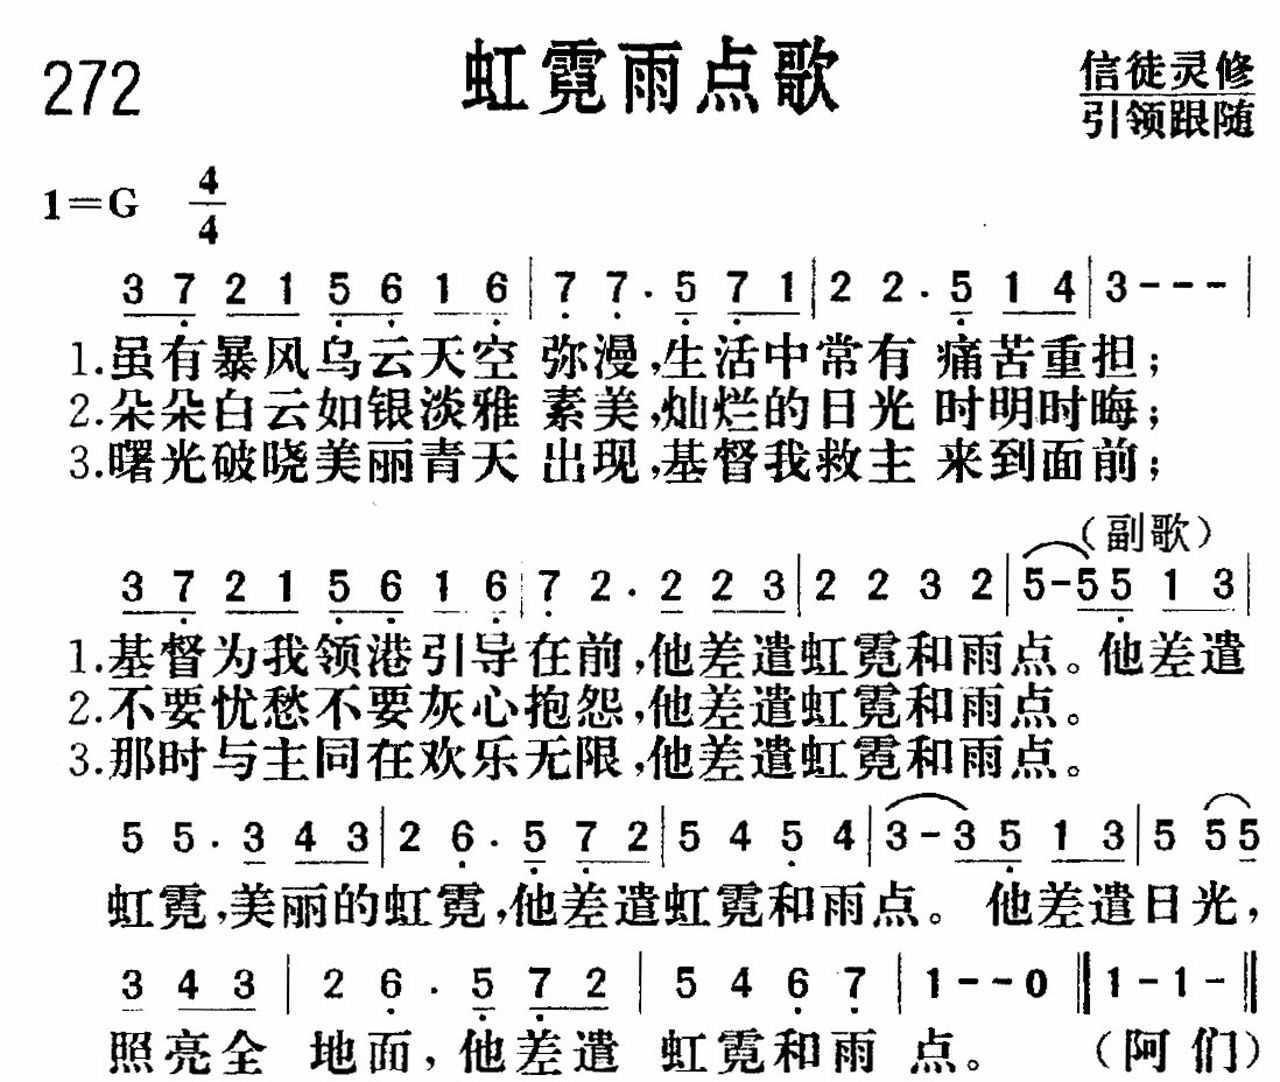 272
虹霓雨点歌
信徒灵修
引领跟随
1=G 4/4
3 7 2 1 5 6 1 6 | 7 7 . 5 7 1 | 2 2 . 5 1 4 | 3 - - - |
1.虽有暴风乌云天空 弥漫,生活中常有 痛苦重担；
2.朵朵白云如银淡雅 素美,灿烂的日光 时明时晦；
3.曙光破晓美丽青天 出现,基督我救主 来到面前；
(副歌)
3 7 2 1 5 6 1 6 | 7 2 . 2 2 3 | 2 2 3 2 | 5 - 5 5 1 3 |
1.基督为我领港引导在前,他差遣虹霓和雨点。他差遣
2.不要忧愁不要灰心抱怨,他差遣虹霓和雨点。
3.那时与主同在欢乐无限,他差遣虹霓和雨点。
5 5 . 3 4 3 | 2 6 . 5 7 2 | 5 4 5 4 | 3 - 3 5 1 3 | 5 5 5
虹霓,美丽的虹霓,他差遣虹霓和雨点。 他差遣日光,
3 4 3 | 2 6 . 5 7 2 | 5 4 6 7 | 1 - - 0 || 1 - 1 - ||
照亮全 地面,他差遣 虹霓和雨 点。 (阿们)